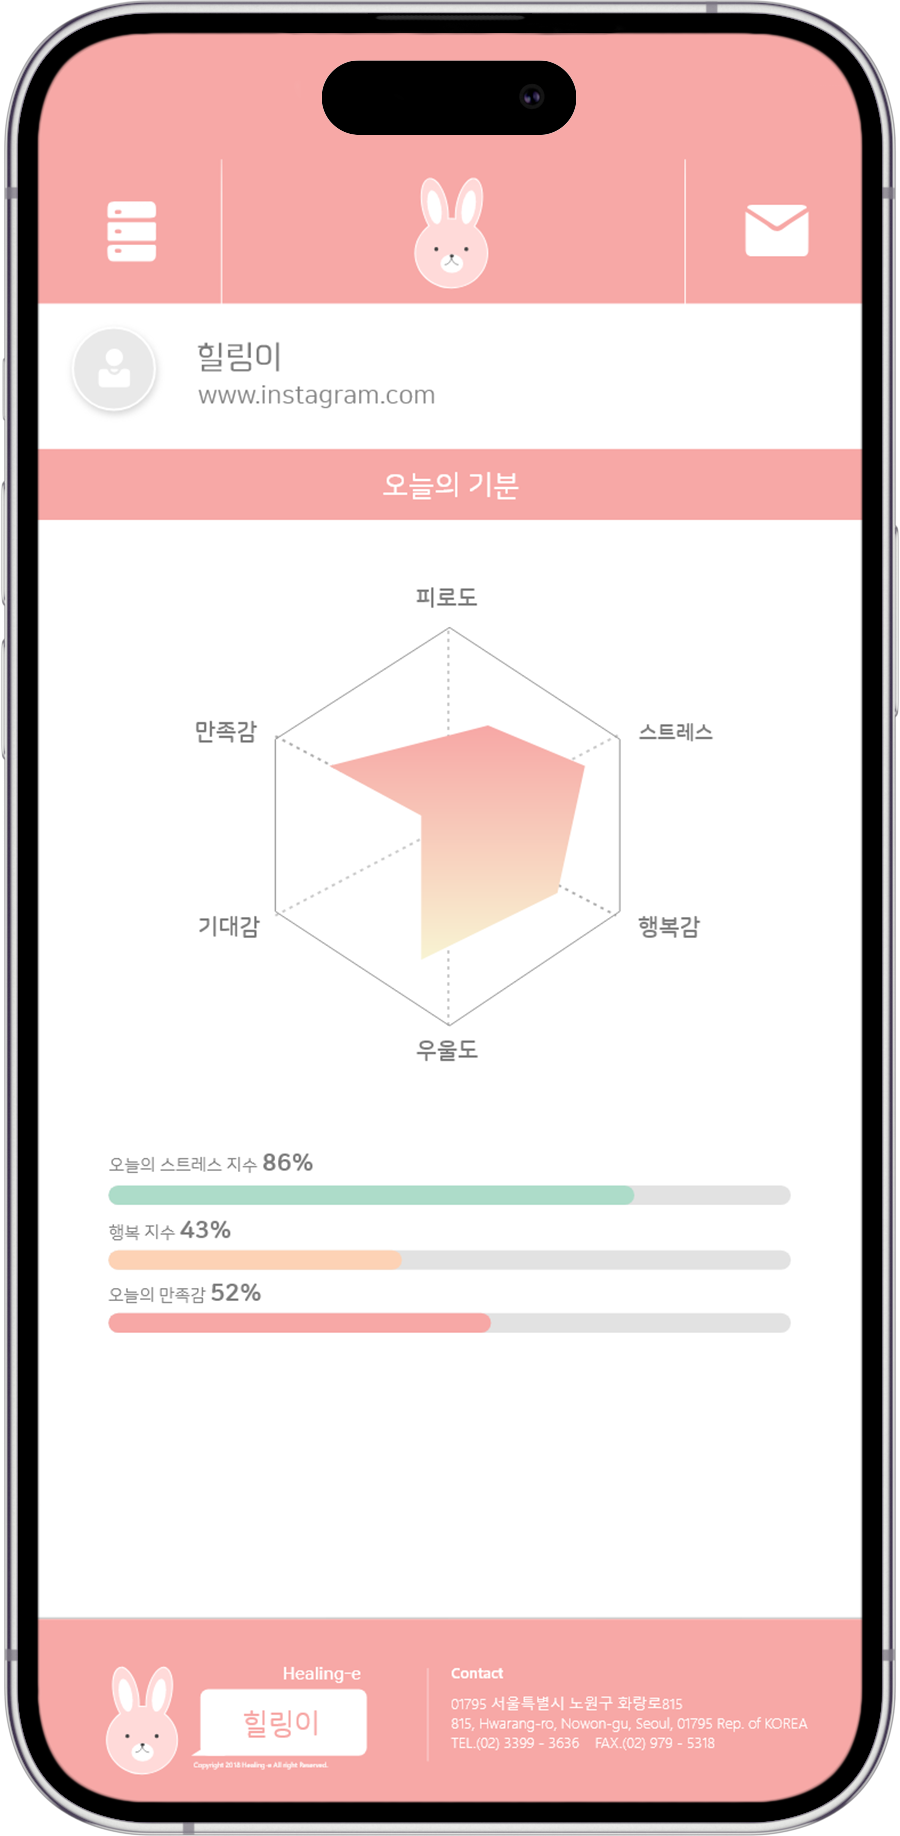 힐링이
www.instagram.com
오늘의 기분
피로도
만족감
스트레스
기대감
행복감
우울도
오늘의 스트레스 지수 86%
행복 지수 43%
오늘의 만족감 52%
Healing-e
힐링이
Copyright 2018 Healing-e All right Reserved.
Contact
01795 서울특별시 노원구 화랑로815
815, Hwarang-ro, Nowon-gu, Seoul, 01795 Rep. of KOREA
TEL.(02) 3399 - 3636 FAX.(02) 979 - 5318